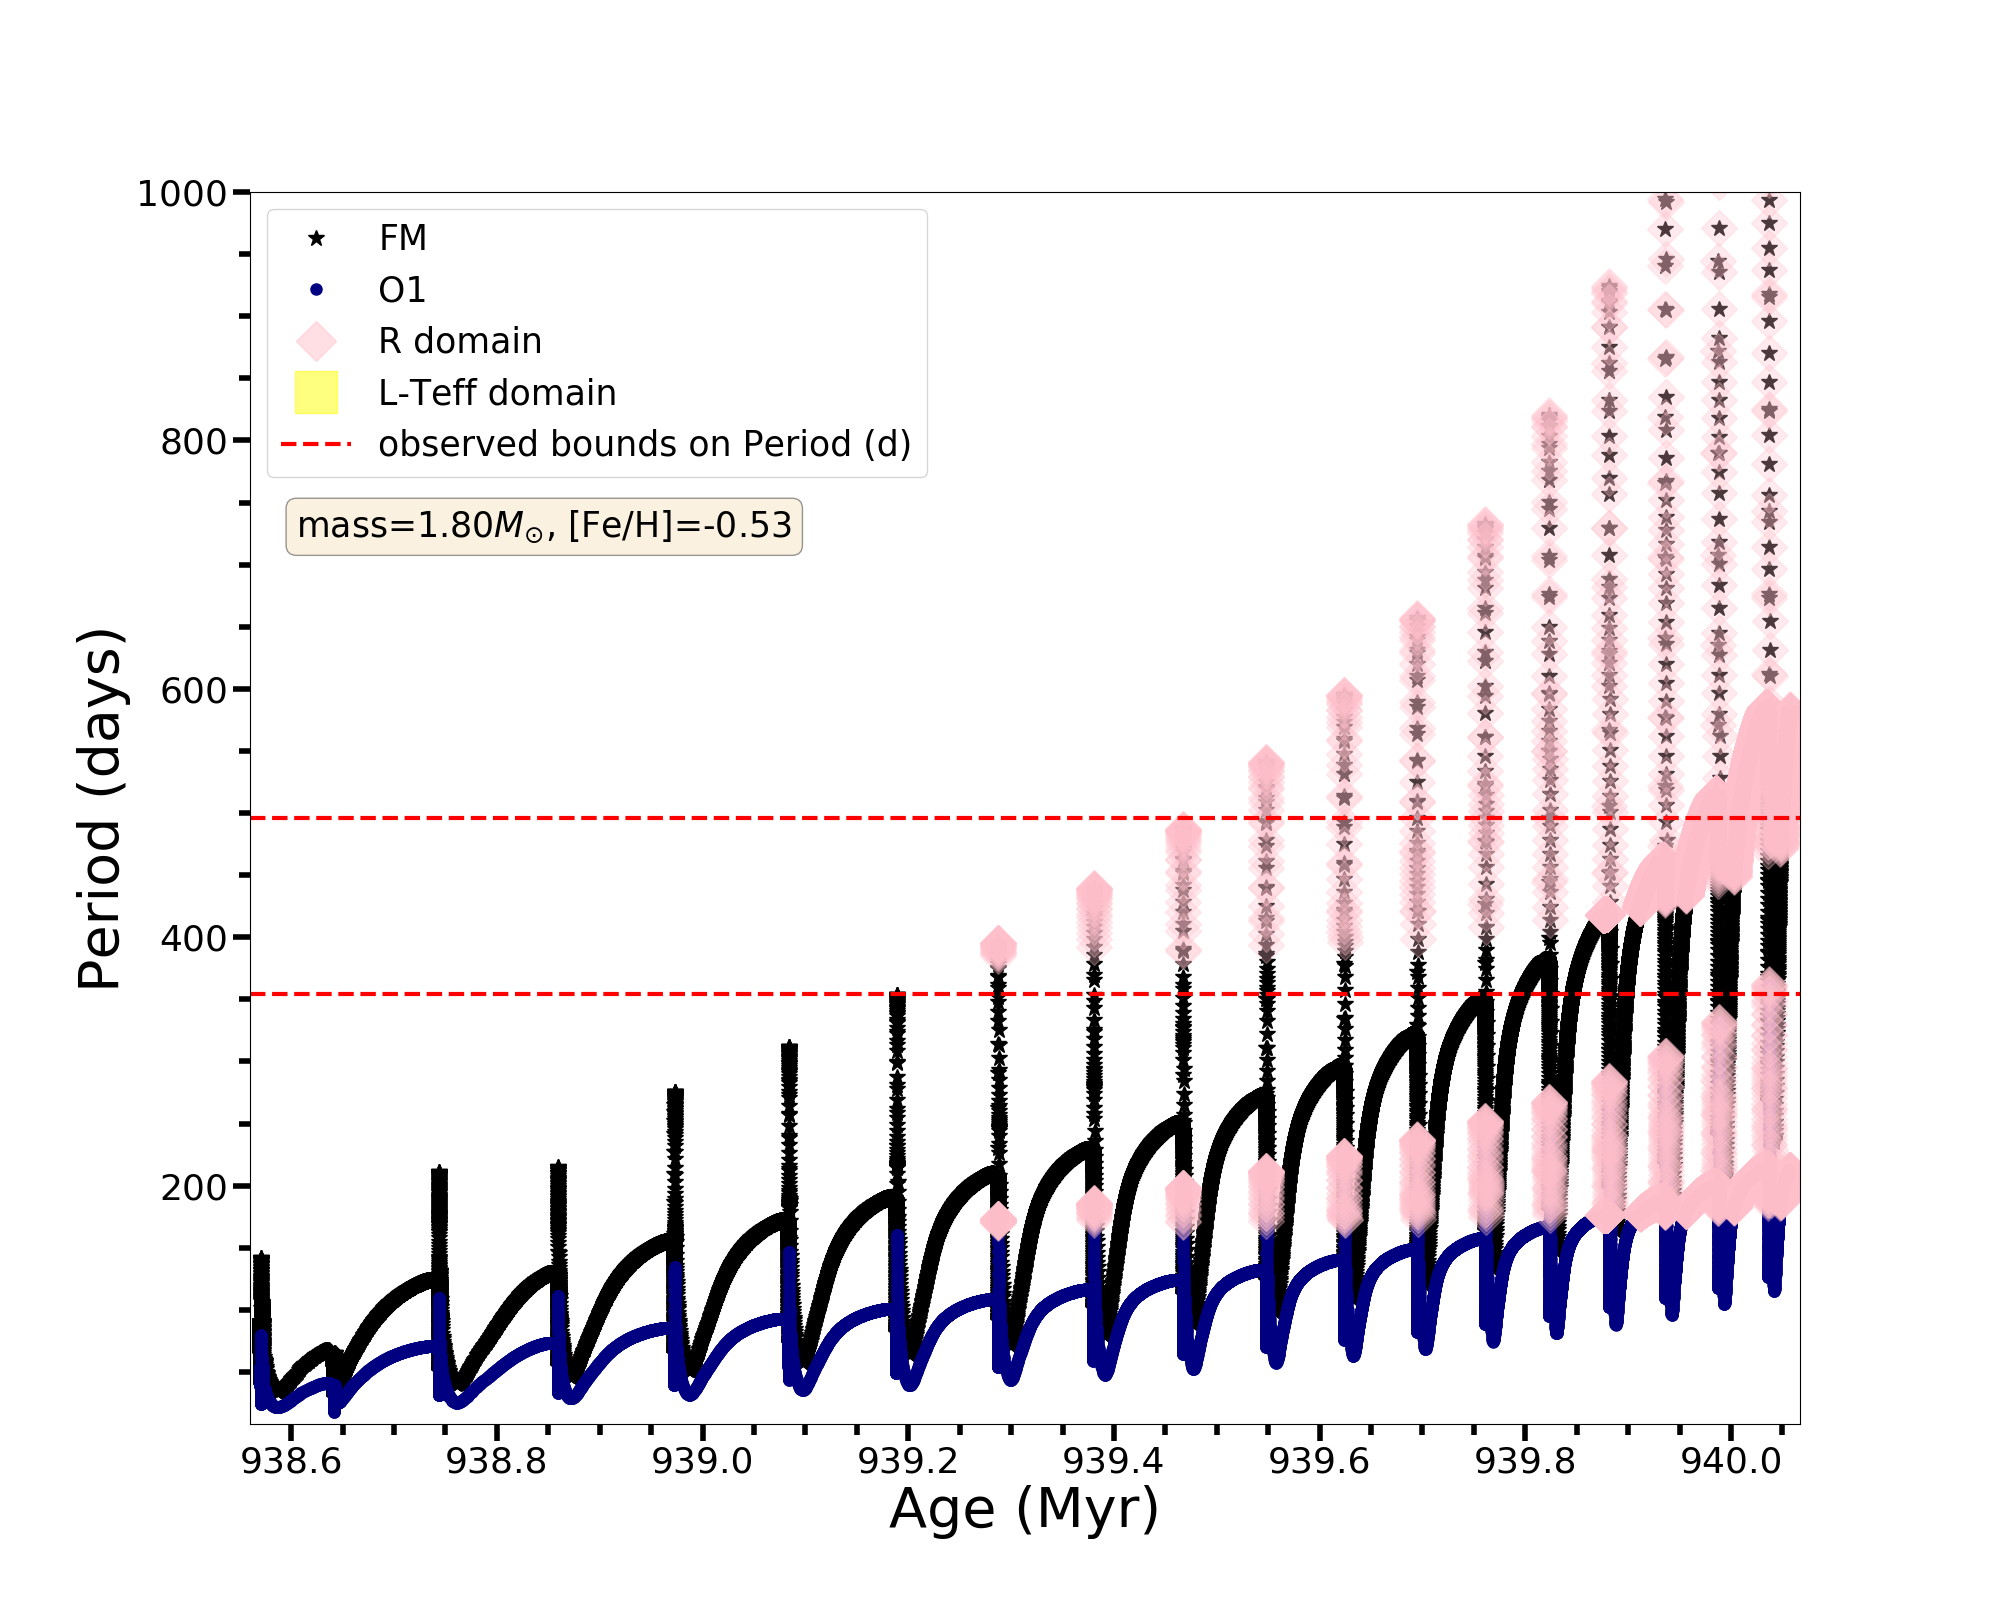 1000
800
600
400
200
Period (days)
FM
O1
R domain
L-Teff domain
observed bounds on Period (d)
mass=1.80M☉, [Fe/H]=-0.53
938.6 938.8 939.0 939.2 939.4 939.6 939.8 940.0
Age (Myr)